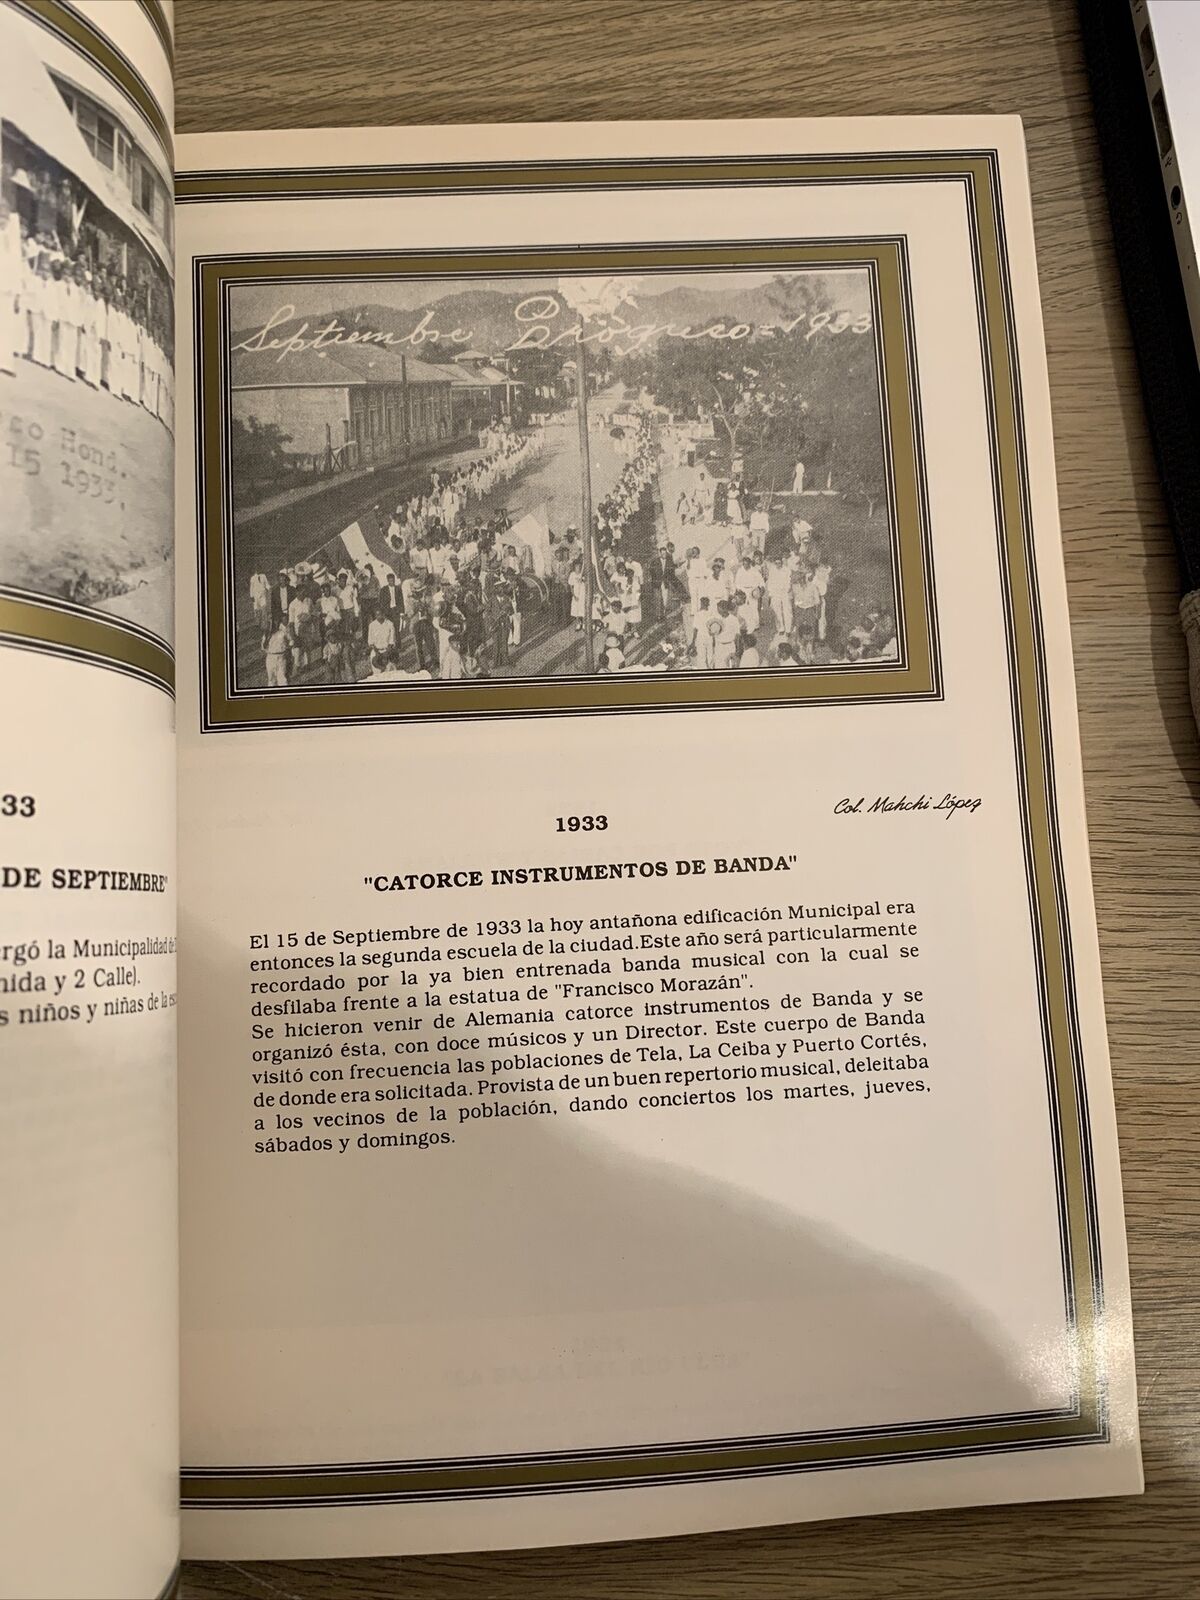 so Hond.
15 1933.
33
DE SEPTIEMBRE"
rgó la Municipalidad de
nida y 2 Calle).
s niños y niñas de la
Septiembre Progreso=1933
Col. Mahchi López
1933
"CATORCE INSTRUMENTOS DE BANDA"
El 15 de Septiembre de 1933 la hoy antañona edificación Municipal era
entonces la segunda escuela de la ciudad.Este año será particularmente
recordado por la ya bien entrenada banda musical con la cual se
desfilaba frente a la estatua de "Francisco Morazán".
Se hicieron venir de Alemania catorce instrumentos de Banda y se
organizó ésta, con doce músicos y un Director. Este cuerpo de Banda
visitó con frecuencia las poblaciones de Tela, La Ceiba y Puerto Cortés,
de donde era solicitada. Provista de un buen repertorio musical, deleitaba
a los vecinos de la población, dando conciertos los martes, jueves,
sábados y domingos.